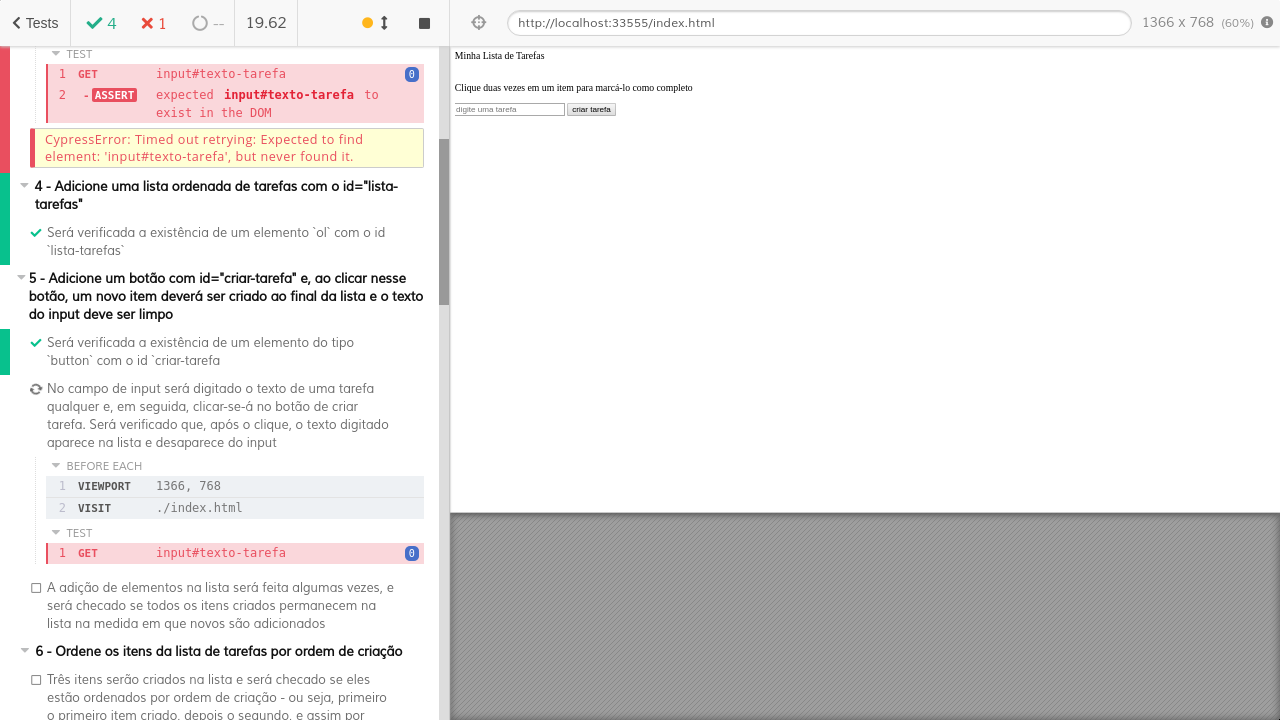 Tests
4
1
--
19.62
http://localhost:33555/index.html
1366 x 768 (60%)
TEST
1 GET input#texto-tarefa 0
2 -ASSERT expected input#texto-tarefa to
exist in the DOM
CypressError: Timed out retrying: Expected to find
element: 'input#texto-tarefa', but never found it.
4 - Adicione uma lista ordenada de tarefas com o id="lista-
tarefas"
Será verificada a existência de um elemento `ol` com o id
`lista-tarefas`
5 - Adicione um botão com id="criar-tarefa" e, ao clicar nesse
botão, um novo item deverá ser criado ao final da lista e o texto
do input deve ser limpo
Será verificada a existência de um elemento do tipo
`button` com o id `criar-tarefa
No campo de input será digitado o texto de uma tarefa
qualquer e, em seguida, clicar-se-á no botão de criar
tarefa. Será verificado que, após o clique, o texto digitado
aparece na lista e desaparece do input
BEFORE EACH
1 VIEWPORT 1366, 768
2 VISIT ./index.html
TEST
1 GET input#texto-tarefa 0
A adição de elementos na lista será feita algumas vezes, e
será checado se todos os itens criados permanecem na
lista na medida em que novos são adicionados
6 - Ordene os itens da lista de tarefas por ordem de criação
Três itens serão criados na lista e será checado se eles
estão ordenados por ordem de criação - ou seja, primeiro
o primeiro item criado, depois o segundo, e assim por
Minha Lista de Tarefas
Clique duas vezes em um item para marcá-lo como completo
digite uma tarefa
criar tarefa